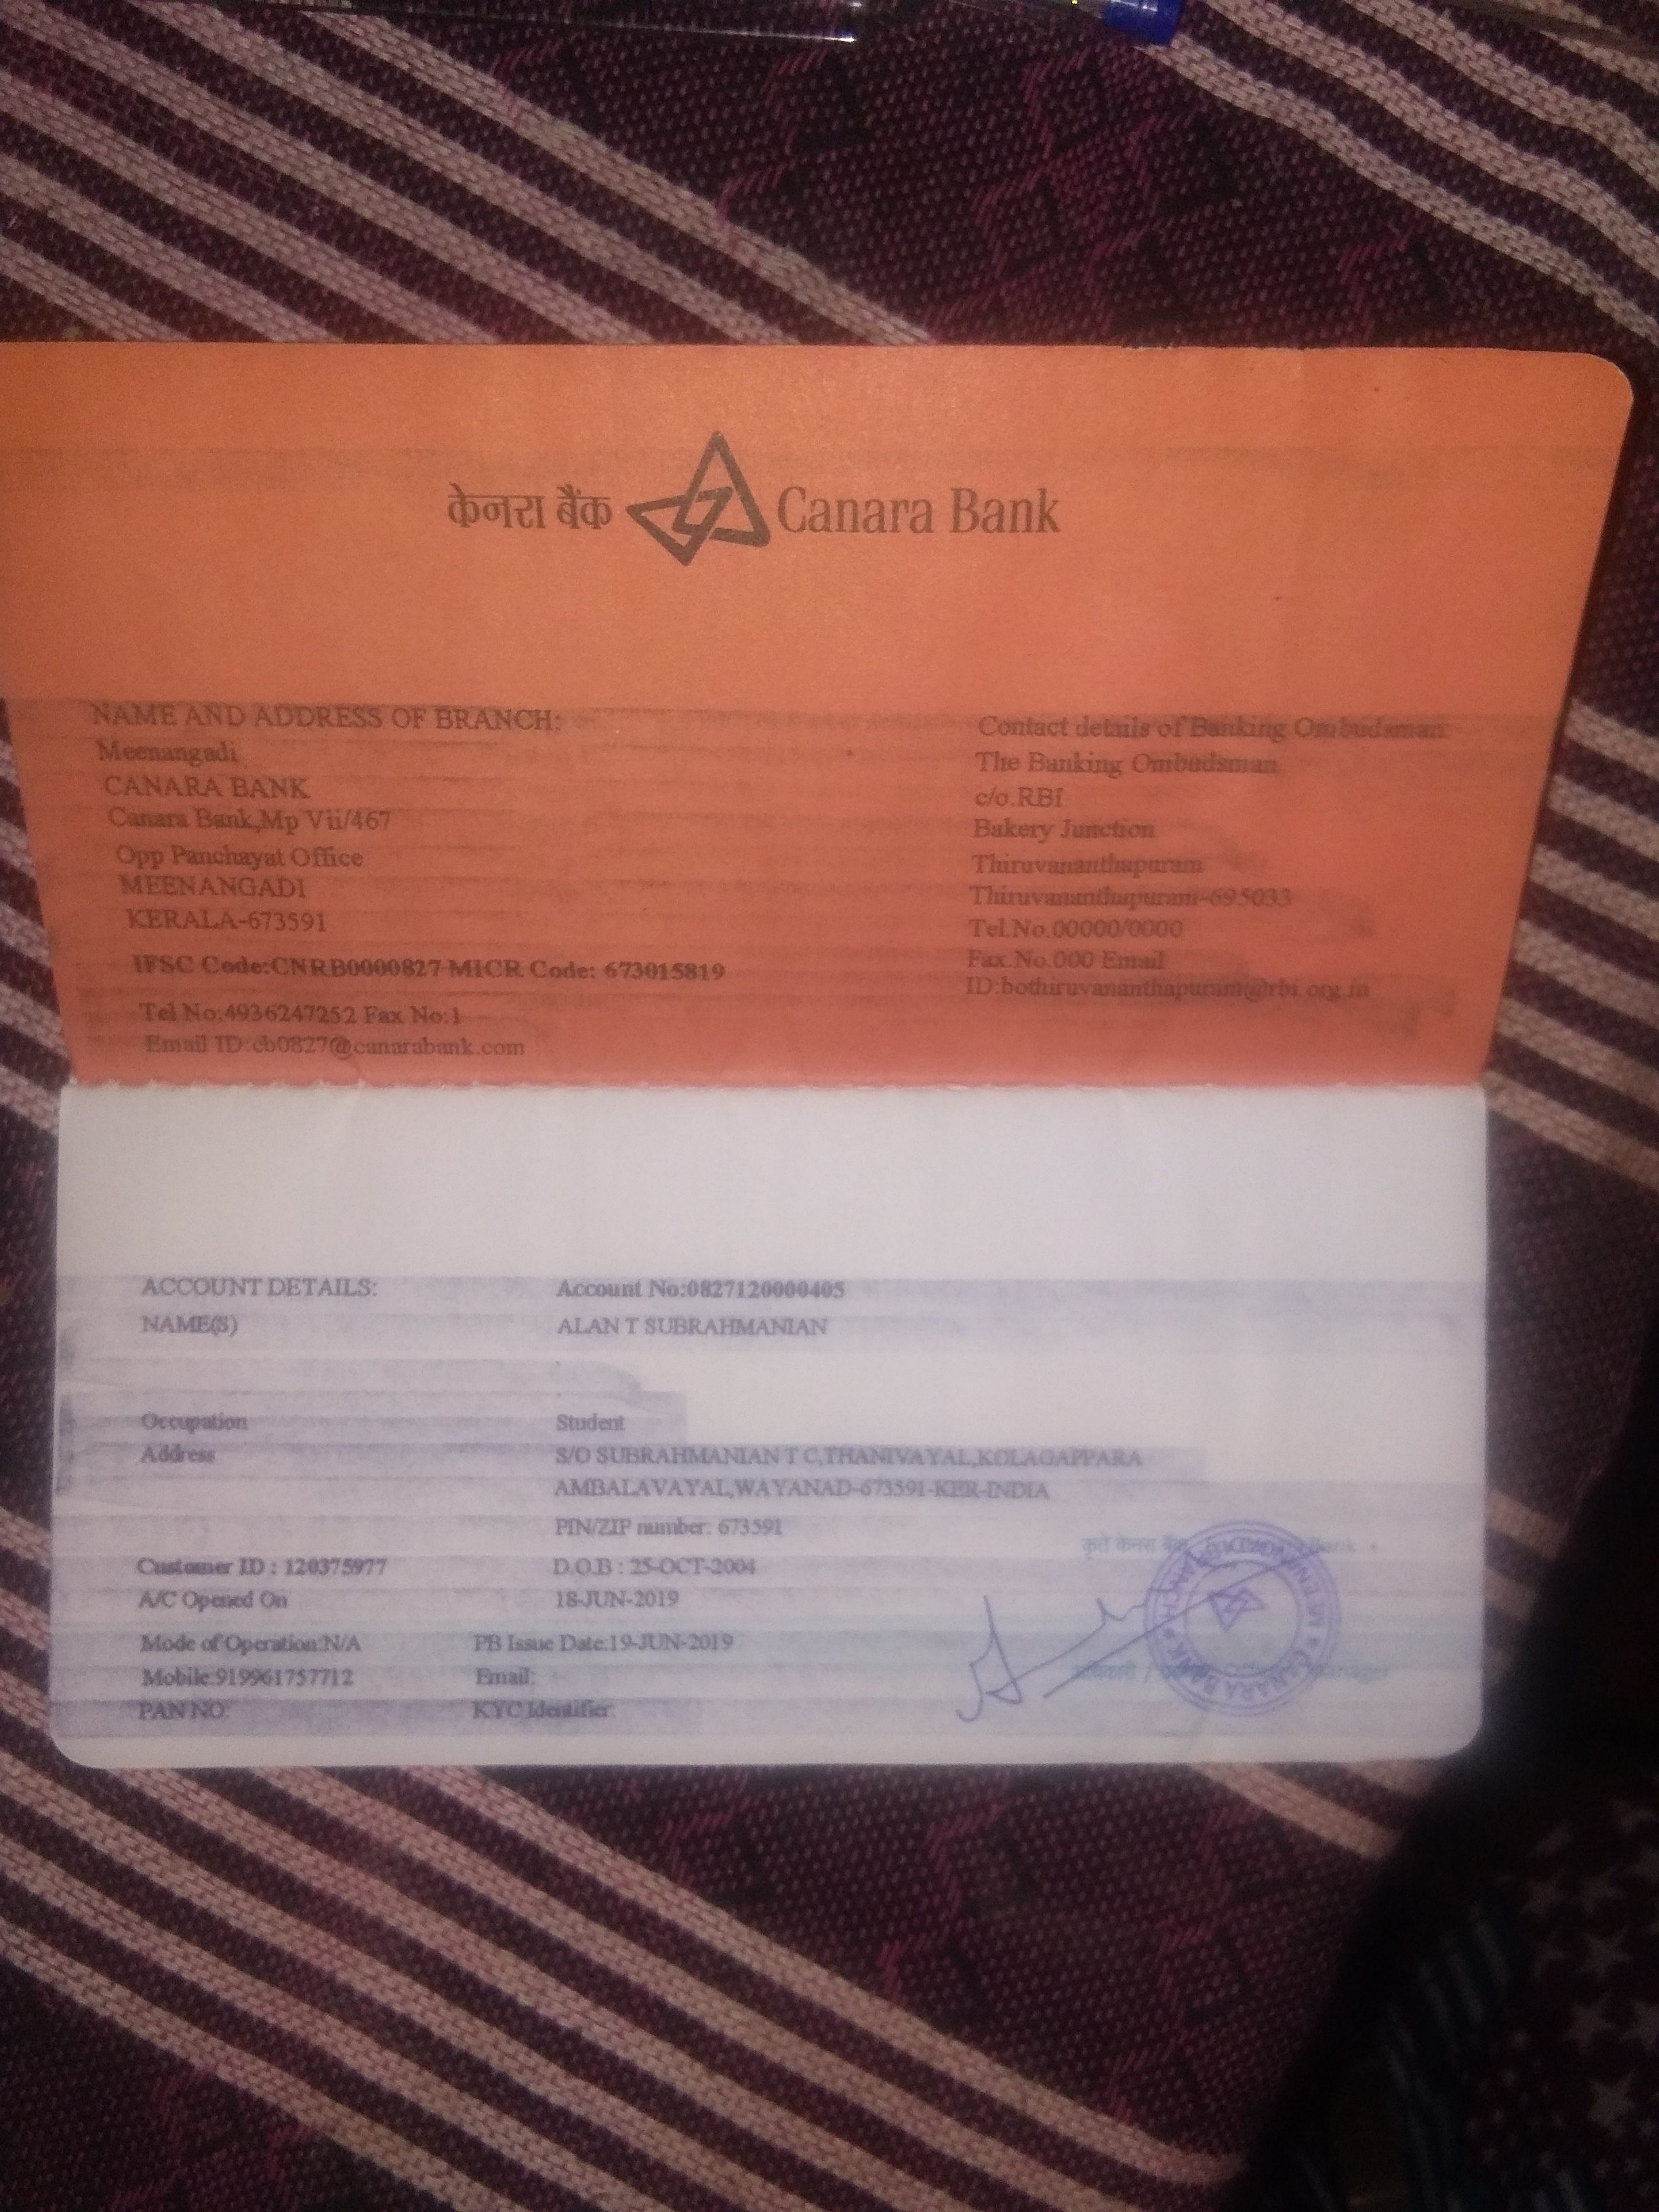 केनरा बैंक Canara Bank
NAME AND ADDRESS OF BRANCH:
Meenangadi
CANARA BANK
Canara Bank,Mp Vii/467
Opp Panchayat Office
MEENANGADI
KERALA-673591
IFSC Code:CNRB0000827 MICR Code: 673015819
Tel No:4936247252 Fax No:1
Email ID:cb0827@canarabank.com
Contact details of Banking Ombudsman:
The Banking Ombudsman
c/o.RBI
Bakery Junction
Thiruvananthapuram
Thiruvananthapuram-695033
Tel.No.00000/0000
Fax.No.000 Email
ID:bothiruvananthapuram@rbi.org.in
ACCOUNT DETAILS: Account No:0827120000405
NAME(S) ALAN T SUBRAHMANIAN
Occupation Student
Address S/O SUBRAHMANIAN T C,THANIVAYAL,KOLAGAPPARA
AMBALAVAYAL,WAYANAD-673591-KER-INDIA
PIN/ZIP number: 673591
Customer ID : 120375977 D.O.B : 25-OCT-2004
A/C Opened On 18-JUN-2019
Mode of Operation:N/A PB Issue Date:19-JUN-2019
Mobile:919961757712 Email:
PAN NO: KYC Identifier:
कृते केनरा बैंक Bank
CANARA BANK